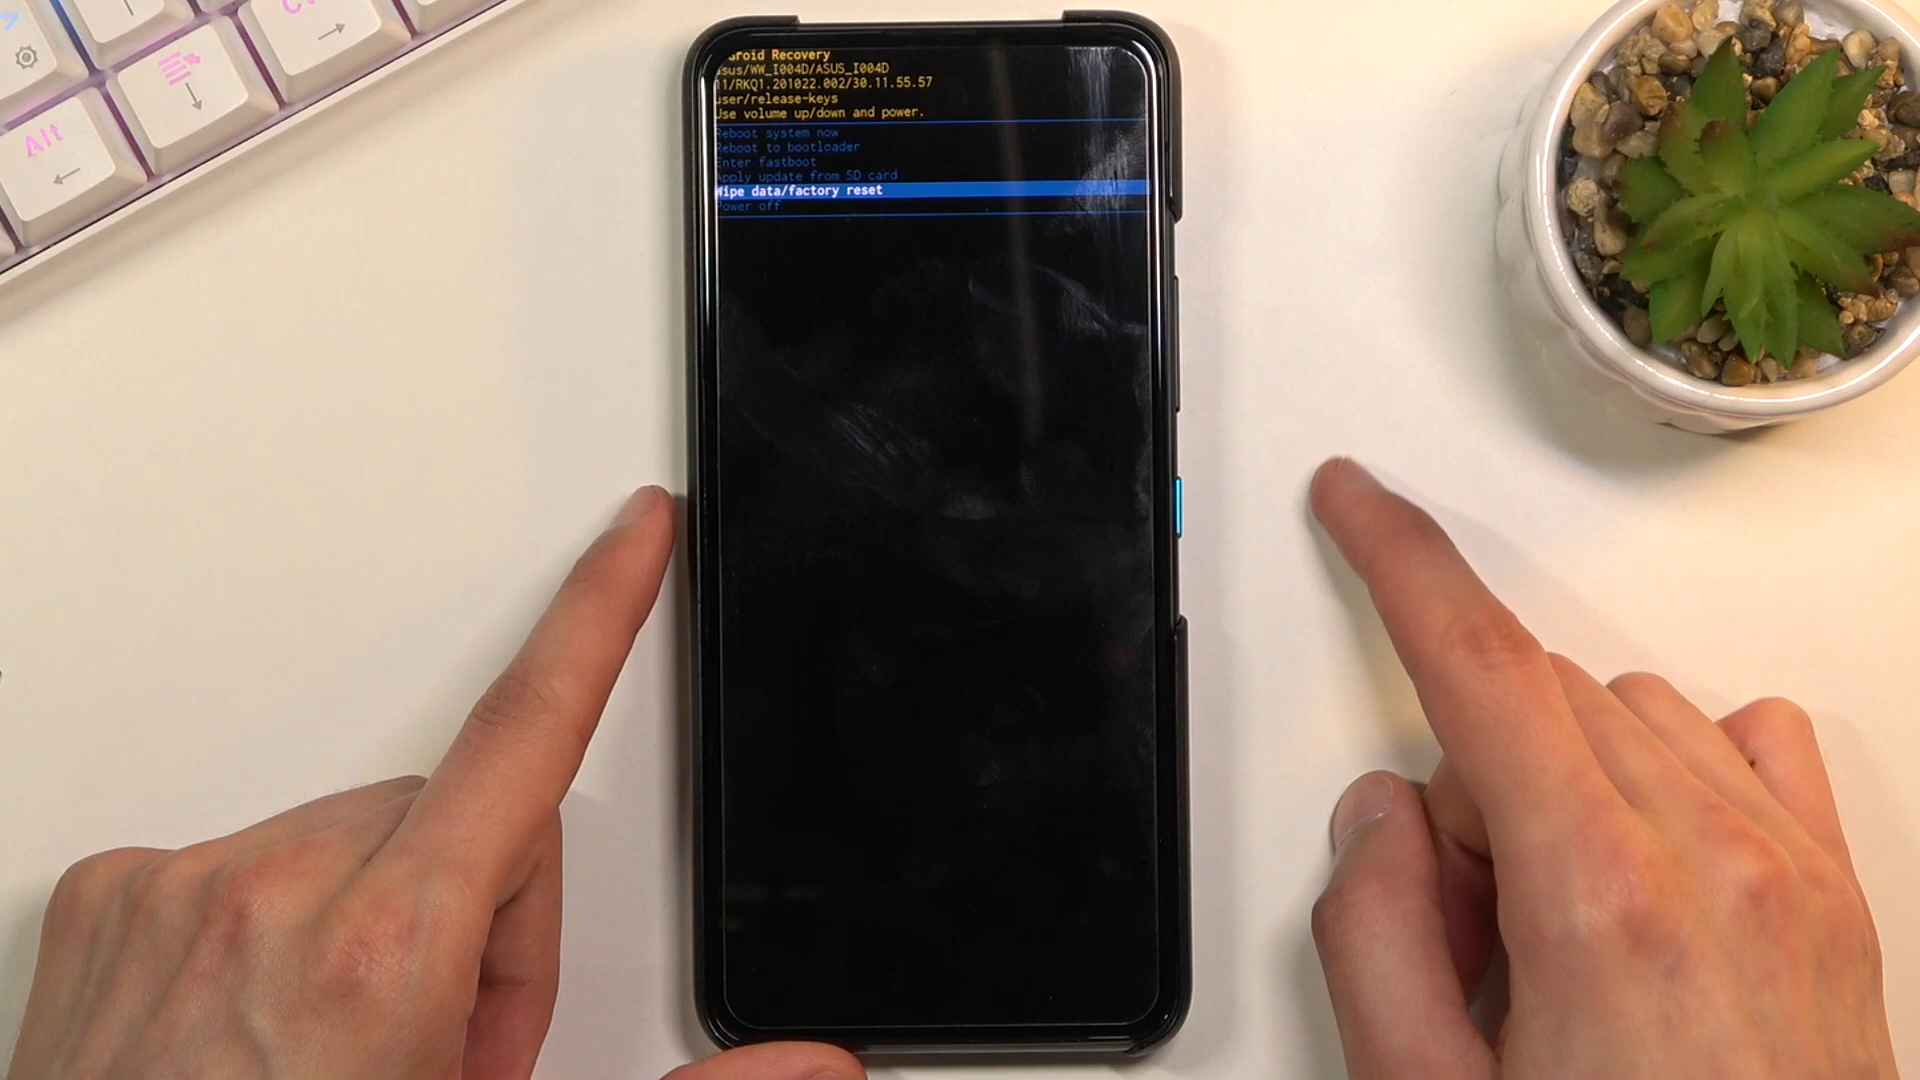 Alt
droid Recovery
asus/WW_I004D/ASUS_I004D
11/RKQ1.201022.002/30.11.55.57
user/release-keys
Use volume up/down and power.
Reboot system now
Reboot to bootloader
Enter fastboot
Apply update from SD card
Wipe data/factory reset
Power off